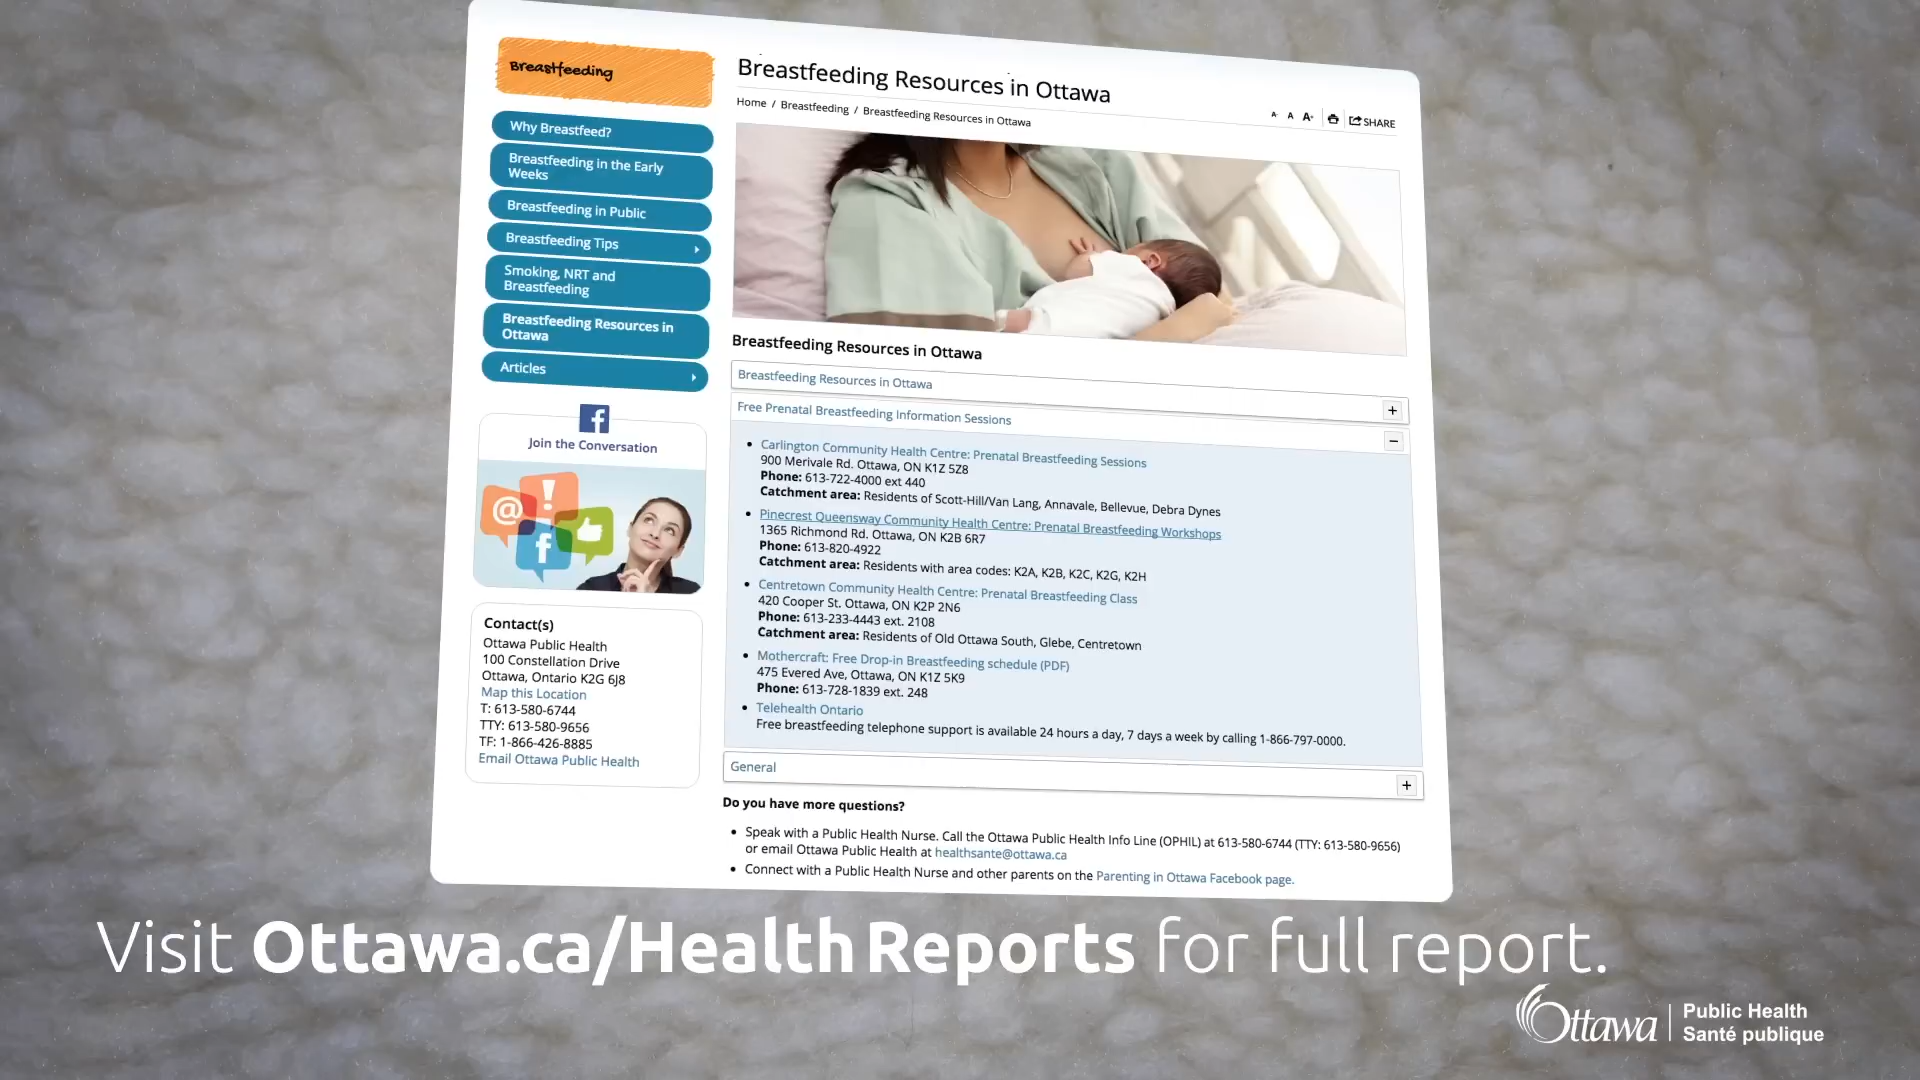 Breastfeeding
Why Breastfeed?
Breastfeeding in the Early
Weeks
Breastfeeding in Public
Breastfeeding Tips
Smoking, NRT and
Breastfeeding
Breastfeeding Resources in
Ottawa
Articles
f
Join the Conversation
@
!
f
Contact(s)
Ottawa Public Health
100 Constellation Drive
Ottawa, Ontario K2G 6J8
Map this Location
T: 613-580-6744
TTY: 613-580-9656
TF: 1-866-426-8885
Email Ottawa Public Health
Breastfeeding Resources in Ottawa
Home / Breastfeeding / Breastfeeding Resources in Ottawa
A- A A+ SHARE
Breastfeeding Resources in Ottawa
Breastfeeding Resources in Ottawa +
Free Prenatal Breastfeeding Information Sessions −
• Carlington Community Health Centre: Prenatal Breastfeeding Sessions
900 Merivale Rd. Ottawa, ON K1Z 5Z8
Phone: 613-722-4000 ext 440
Catchment area: Residents of Scott-Hill/Van Lang, Annavale, Bellevue, Debra Dynes
• Pinecrest Queensway Community Health Centre: Prenatal Breastfeeding Workshops
1365 Richmond Rd. Ottawa, ON K2B 6R7
Phone: 613-820-4922
Catchment area: Residents with area codes: K2A, K2B, K2C, K2G, K2H
• Centretown Community Health Centre: Prenatal Breastfeeding Class
420 Cooper St. Ottawa, ON K2P 2N6
Phone: 613-233-4443 ext. 2108
Catchment area: Residents of Old Ottawa South, Glebe, Centretown
• Mothercraft: Free Drop-in Breastfeeding schedule (PDF)
475 Evered Ave, Ottawa, ON K1Z 5K9
Phone: 613-728-1839 ext. 248
• Telehealth Ontario
Free breastfeeding telephone support is available 24 hours a day, 7 days a week by calling 1-866-797-0000.
General +
Do you have more questions?
• Speak with a Public Health Nurse. Call the Ottawa Public Health Info Line (OPHIL) at 613-580-6744 (TTY: 613-580-9656)
or email Ottawa Public Health at healthsante@ottawa.ca
• Connect with a Public Health Nurse and other parents on the Parenting in Ottawa Facebook page.
Visit Ottawa.ca/HealthReports for full report.
Ottawa
Public Health
Santé publique